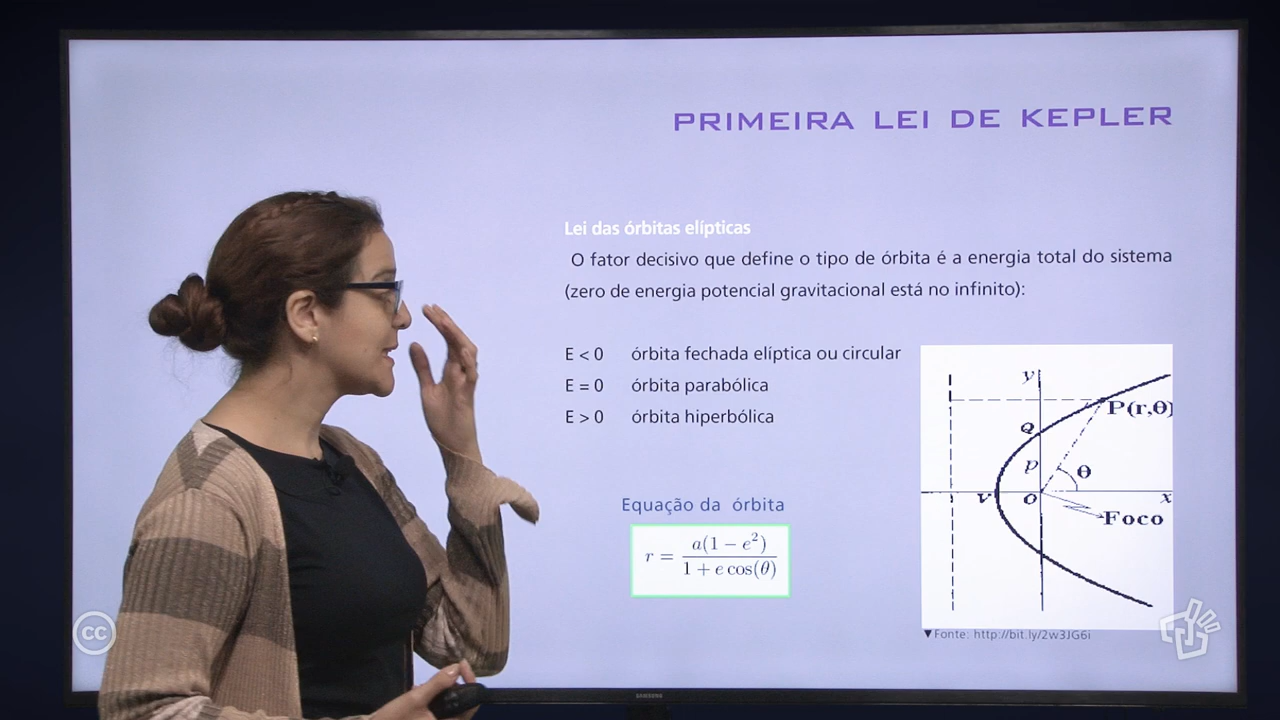 PRIMEIRA LEI DE KEPLER
Lei das órbitas elípticas
O fator decisivo que define o tipo de órbita é a energia total do sistema
(zero de energia potencial gravitacional está no infinito):
E < 0 órbita fechada elíptica ou circular
E = 0 órbita parabólica
E > 0 órbita hiperbólica
Equação da órbita
r = a(1 − e²) / 1 + e cos(θ)
y
P(r,θ)
Q
p
θ
v
o
x
Foco
▼Fonte: http://bit.ly/2w3JG6i
cc
SAMSUNG